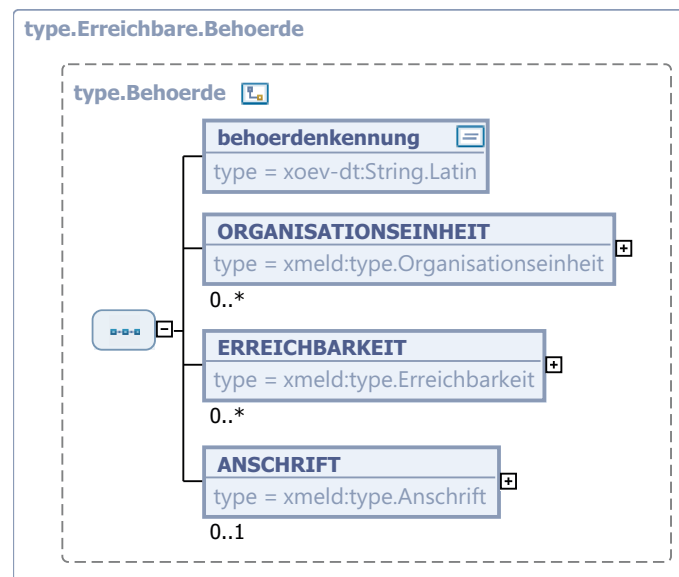 type.Erreichbare.Behoerde
type.Behoerde
behoerdenkennung
type = xoev-dt:String.Latin
ORGANISATIONSEINHEIT
type = xmeld:type.Organisationseinheit
0..*
ERREICHBARKEIT
type = xmeld:type.Erreichbarkeit
0..*
ANSCHRIFT
type = xmeld:type.Anschrift
0..1